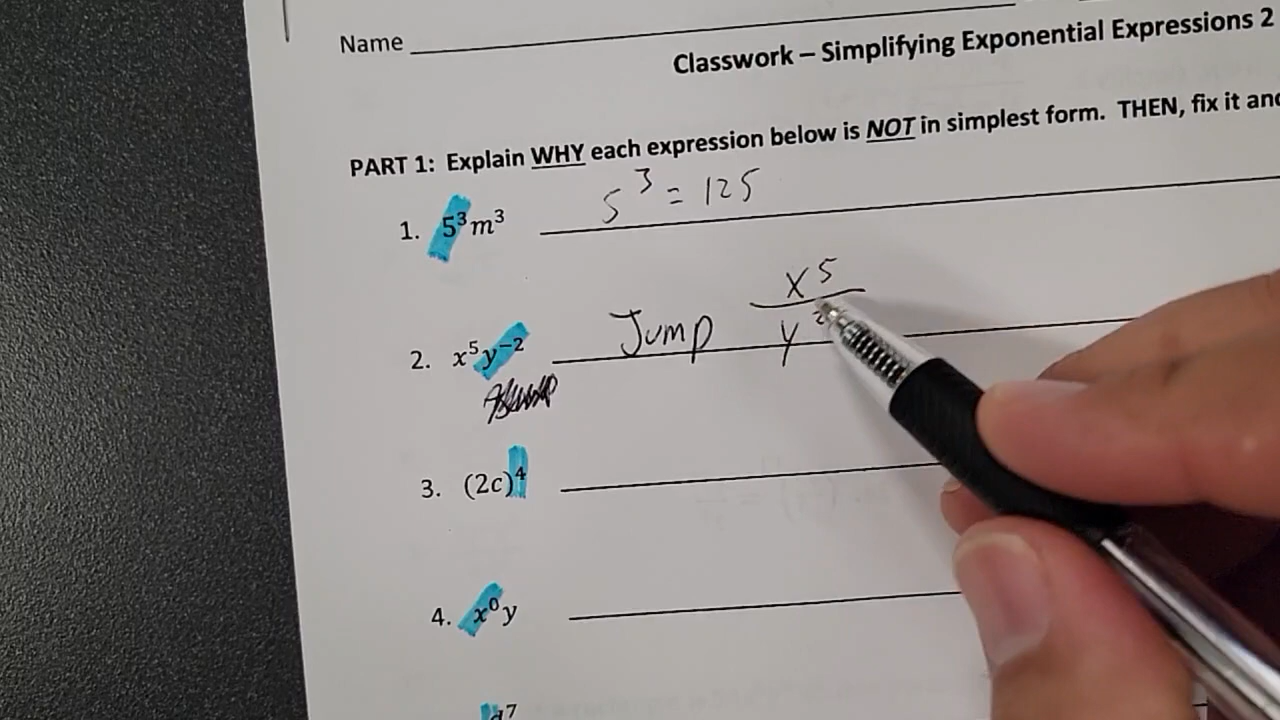 Name
Classwork – Simplifying Exponential Expressions 2
PART 1: Explain WHY each expression below is NOT in simplest form. THEN, fix it and
1. 5³m³ 5³ = 125
2. x⁵y⁻² Jump x⁵/y²
3. (2c)⁴
4. x⁰y